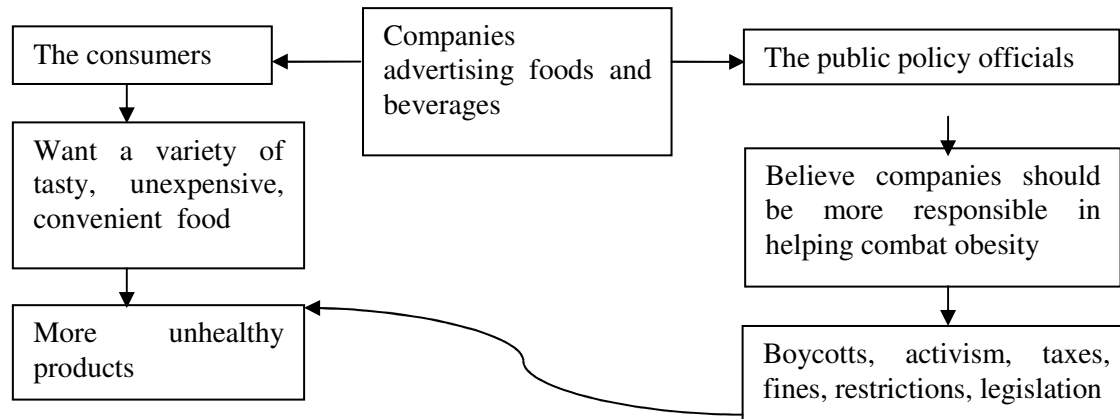 The consumers
Companies
advertising foods and
beverages
The public policy officials
Want a variety of
tasty, unexpensive,
convenient food
Believe companies should
be more responsible in
helping combat obesity
More unhealthy
products
Boycotts, activism, taxes,
fines, restrictions, legislation